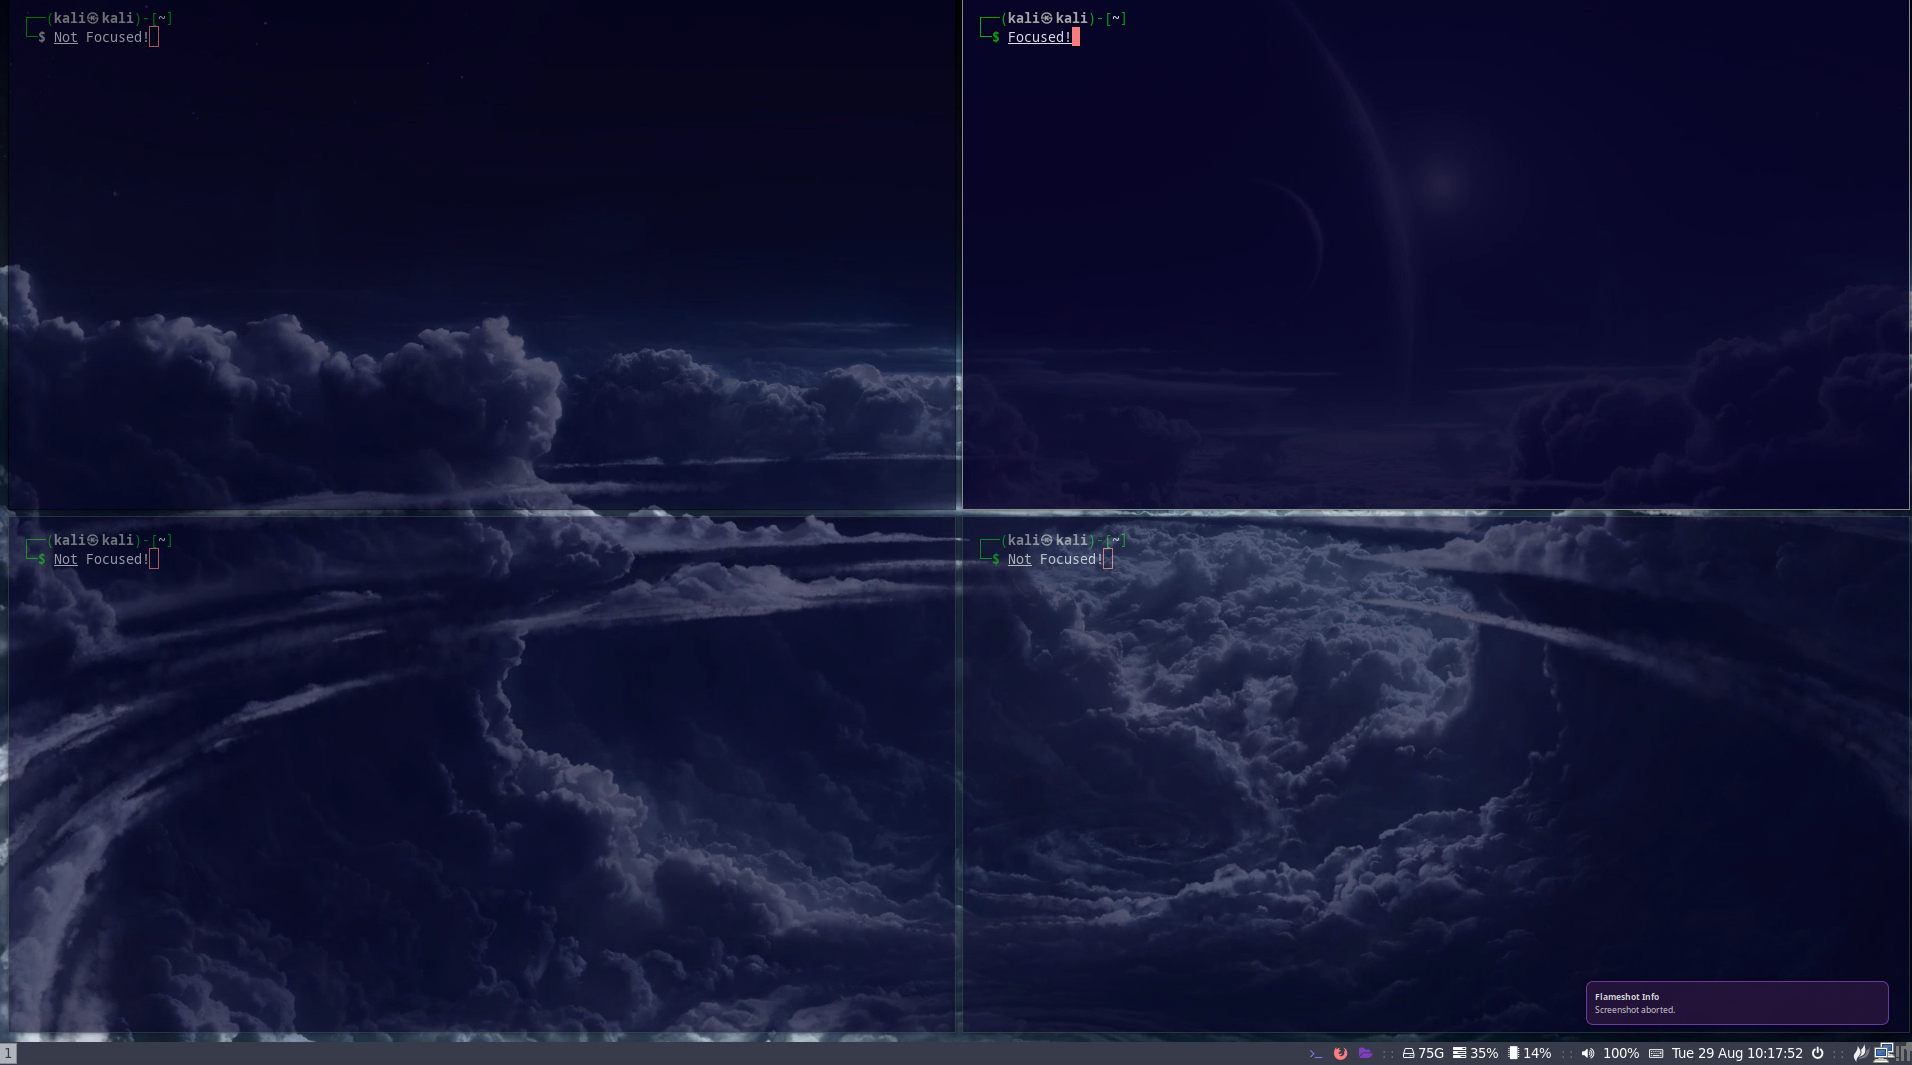 ┌──(kali㉿kali)-[~]
└─$ Not Focused!
┌──(kali㉿kali)-[~]
└─$ Focused!
┌──(kali㉿kali)-[~]
└─$ Not Focused!
┌──(kali㉿kali)-[~]
└─$ Not Focused!
Flameshot Info
Screenshot aborted.
1 >_ :: 75G 35% 14% :: 100% Tue 29 Aug 10:17:52 ::